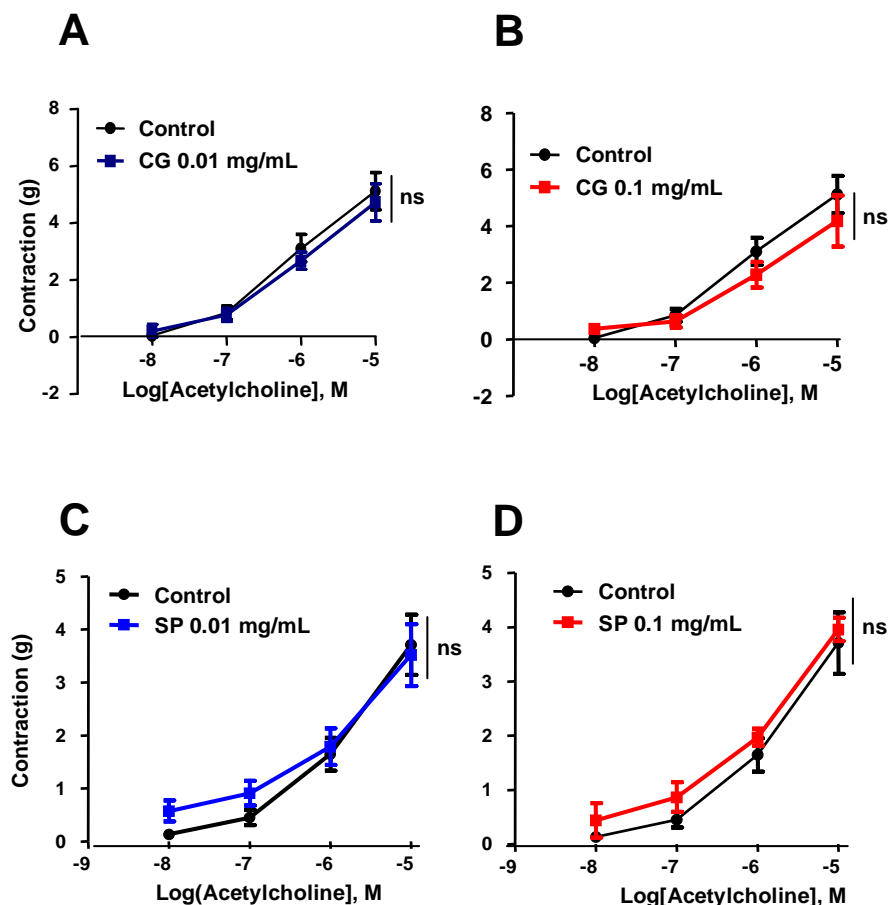 A
8
6
4
2
0
-2
Contraction (g)
Control
CG 0.01 mg/mL
ns
-8 -7 -6 -5
Log[Acetylcholine], M
B
8
6
4
2
0
-2
Control
CG 0.1 mg/mL
ns
-8 -7 -6 -5
Log[Acetylcholine], M
C
5
4
3
2
1
0
Contraction (g)
Control
SP 0.01 mg/mL
ns
-9 -8 -7 -6 -5
Log(Acetylcholine], M
D
5
4
3
2
1
0
Control
SP 0.1 mg/mL
ns
-9 -8 -7 -6 -5
Log[Acetylcholine], M